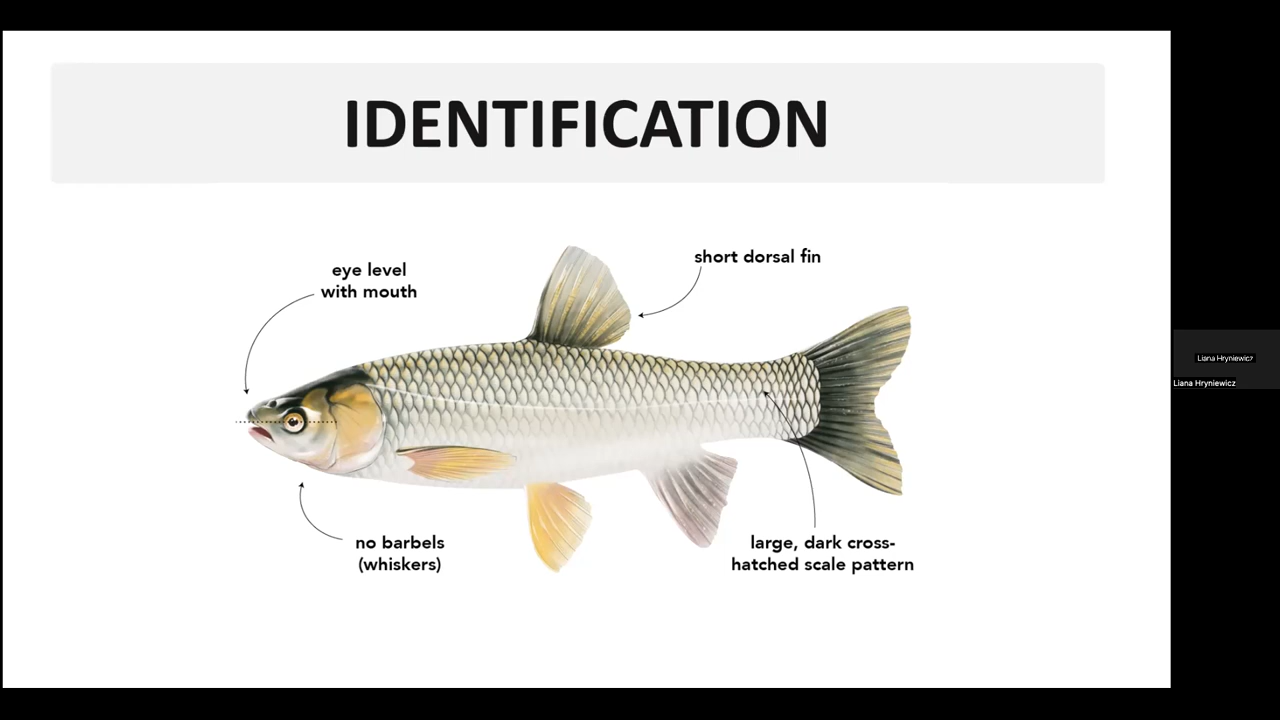 IDENTIFICATION
eye level
with mouth
short dorsal fin
no barbels
(whiskers)
large, dark cross-
hatched scale pattern
Liana Hryniewicz
Liana Hryniewicz